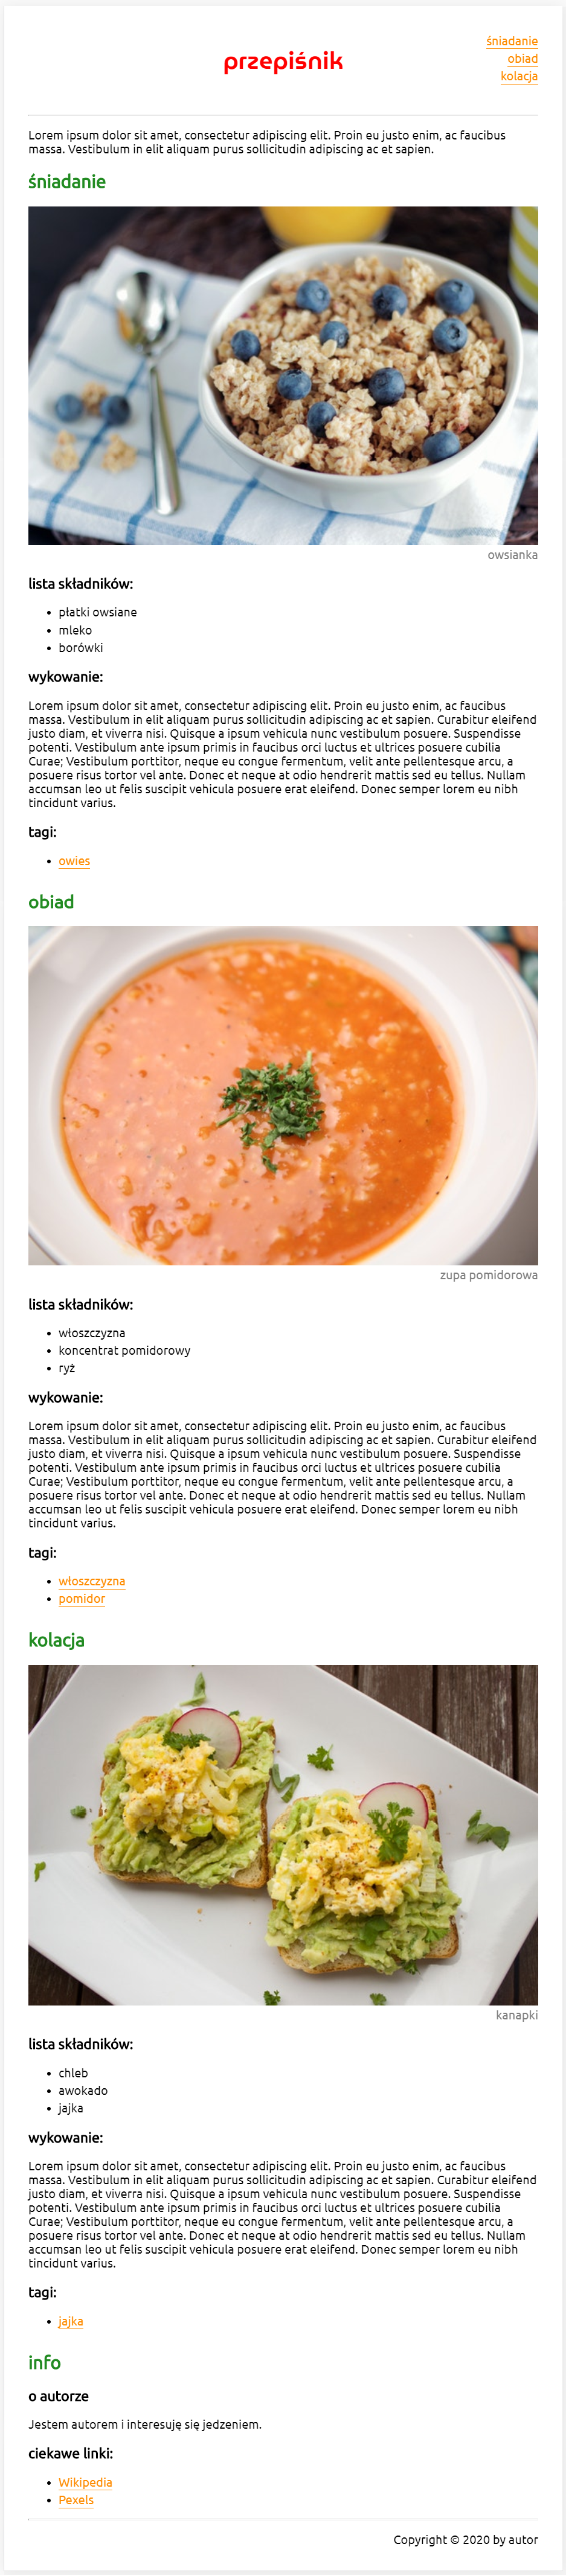 przepiśnik
śniadanie
obiad
kolacja
Lorem ipsum dolor sit amet, consectetur adipiscing elit. Proin eu justo enim, ac faucibus
massa. Vestibulum in elit aliquam purus sollicitudin adipiscing ac et sapien.
śniadanie
owsianka
lista składników:
• płatki owsiane
• mleko
• borówki
wykowanie:
Lorem ipsum dolor sit amet, consectetur adipiscing elit. Proin eu justo enim, ac faucibus
massa. Vestibulum in elit aliquam purus sollicitudin adipiscing ac et sapien. Curabitur eleifend
justo diam, et viverra nisi. Quisque a ipsum vehicula nunc vestibulum posuere. Suspendisse
potenti. Vestibulum ante ipsum primis in faucibus orci luctus et ultrices posuere cubilia
Curae; Vestibulum porttitor, neque eu congue fermentum, velit ante pellentesque arcu, a
posuere risus tortor vel ante. Donec et neque at odio hendrerit mattis sed eu tellus. Nullam
accumsan leo ut felis suscipit vehicula posuere erat eleifend. Donec semper lorem eu nibh
tincidunt varius.
tagi:
• owies
obiad
zupa pomidorowa
lista składników:
• włoszczyzna
• koncentrat pomidorowy
• ryż
wykowanie:
Lorem ipsum dolor sit amet, consectetur adipiscing elit. Proin eu justo enim, ac faucibus
massa. Vestibulum in elit aliquam purus sollicitudin adipiscing ac et sapien. Curabitur eleifend
justo diam, et viverra nisi. Quisque a ipsum vehicula nunc vestibulum posuere. Suspendisse
potenti. Vestibulum ante ipsum primis in faucibus orci luctus et ultrices posuere cubilia
Curae; Vestibulum porttitor, neque eu congue fermentum, velit ante pellentesque arcu, a
posuere risus tortor vel ante. Donec et neque at odio hendrerit mattis sed eu tellus. Nullam
accumsan leo ut felis suscipit vehicula posuere erat eleifend. Donec semper lorem eu nibh
tincidunt varius.
tagi:
• włoszczyzna
• pomidor
kolacja
kanapki
lista składników:
• chleb
• awokado
• jajka
wykowanie:
Lorem ipsum dolor sit amet, consectetur adipiscing elit. Proin eu justo enim, ac faucibus
massa. Vestibulum in elit aliquam purus sollicitudin adipiscing ac et sapien. Curabitur eleifend
justo diam, et viverra nisi. Quisque a ipsum vehicula nunc vestibulum posuere. Suspendisse
potenti. Vestibulum ante ipsum primis in faucibus orci luctus et ultrices posuere cubilia
Curae; Vestibulum porttitor, neque eu congue fermentum, velit ante pellentesque arcu, a
posuere risus tortor vel ante. Donec et neque at odio hendrerit mattis sed eu tellus. Nullam
accumsan leo ut felis suscipit vehicula posuere erat eleifend. Donec semper lorem eu nibh
tincidunt varius.
tagi:
• jajka
info
o autorze
Jestem autorem i interesuję się jedzeniem.
ciekawe linki:
• Wikipedia
• Pexels
Copyright © 2020 by autor